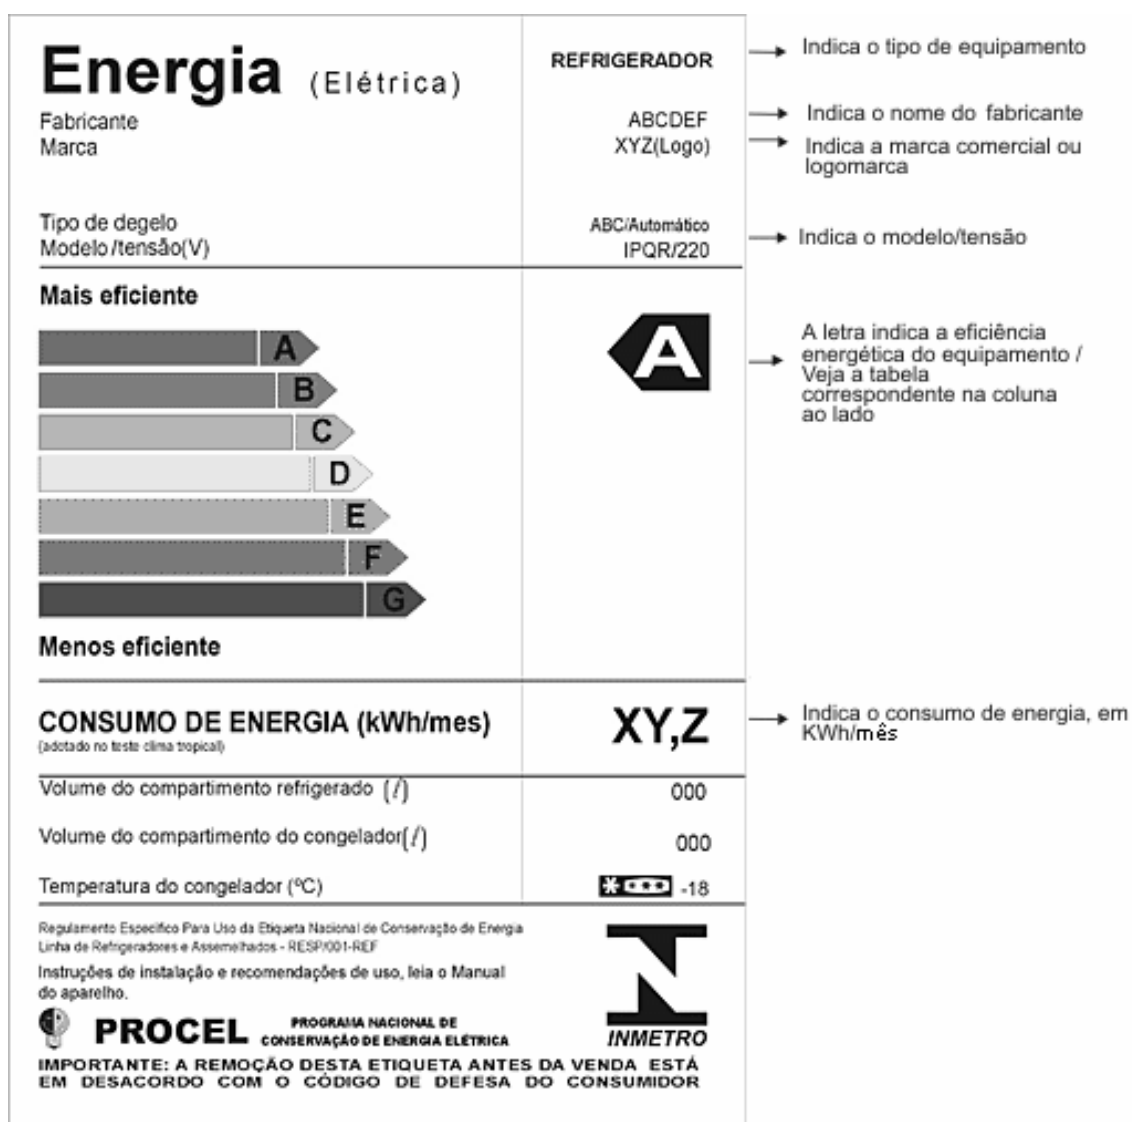 Energia (Elétrica)
REFRIGERADOR
Indica o tipo de equipamento
Fabricante
ABCDEF
Indica o nome do fabricante
Marca
XYZ(Logo)
Indica a marca comercial ou
logomarca
Tipo de degelo
ABC/Automático
Modelo/tensão(V)
IPQR/220
Indica o modelo/tensão
Mais eficiente
A
B
C
D
E
F
G
Menos eficiente
A
A letra indica a eficiência
energética do equipamento /
Veja a tabela
correspondente na coluna
ao lado
CONSUMO DE ENERGIA (kWh/mes)
(adotado no teste clima tropical)
XY,Z
Indica o consumo de energia, em
KWh/mês
Volume do compartimento refrigerado (l)
000
Volume do compartimento do congelador(l)
000
Temperatura do congelador (ºC)
-18
Regulamento Específico Para Uso da Etiqueta Nacional de Conservação de Energia
Linha de Refrigeradores e Assemelhados - RESP/001-REF
Instruções de instalação e recomendações de uso, leia o Manual
do aparelho.
PROCEL
PROGRAMA NACIONAL DE
CONSERVAÇÃO DE ENERGIA ELÉTRICA
INMETRO
IMPORTANTE: A REMOÇÃO DESTA ETIQUETA ANTES DA VENDA ESTÁ
EM DESACORDO COM O CÓDIGO DE DEFESA DO CONSUMIDOR